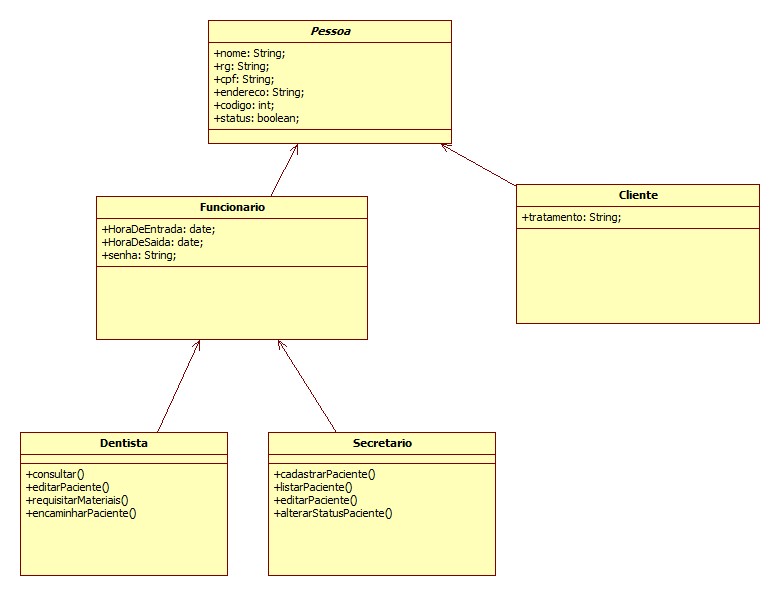 Pessoa
+nome: String;
+rg: String;
+cpf: String;
+endereco: String;
+codigo: int;
+status: boolean;
Funcionario
+HoraDeEntrada: date;
+HoraDeSaida: date;
+senha: String;
Cliente
+tratamento: String;
Dentista
+consultar()
+editarPaciente()
+requisitarMateriais()
+encaminharPaciente()
Secretario
+cadastrarPaciente()
+listarPaciente()
+editarPaciente()
+alterarStatusPaciente()